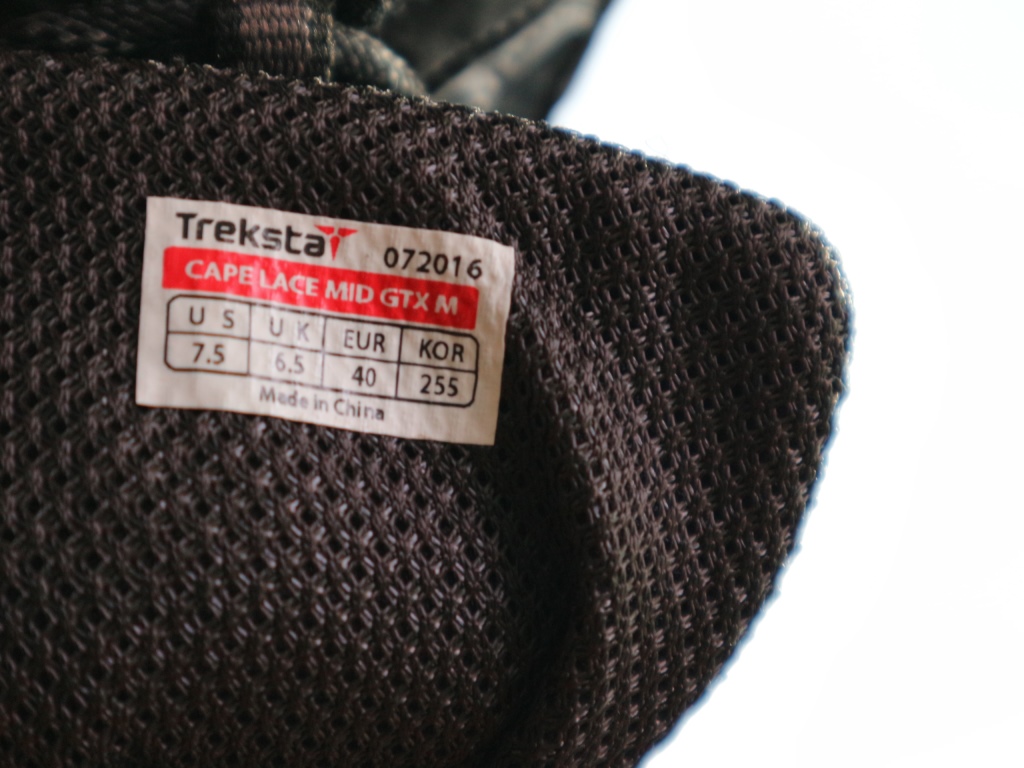 Treksta 072016
CAPE LACE MID GTX M
U S U K EUR KOR
7.5 6.5 40 255
Made in China